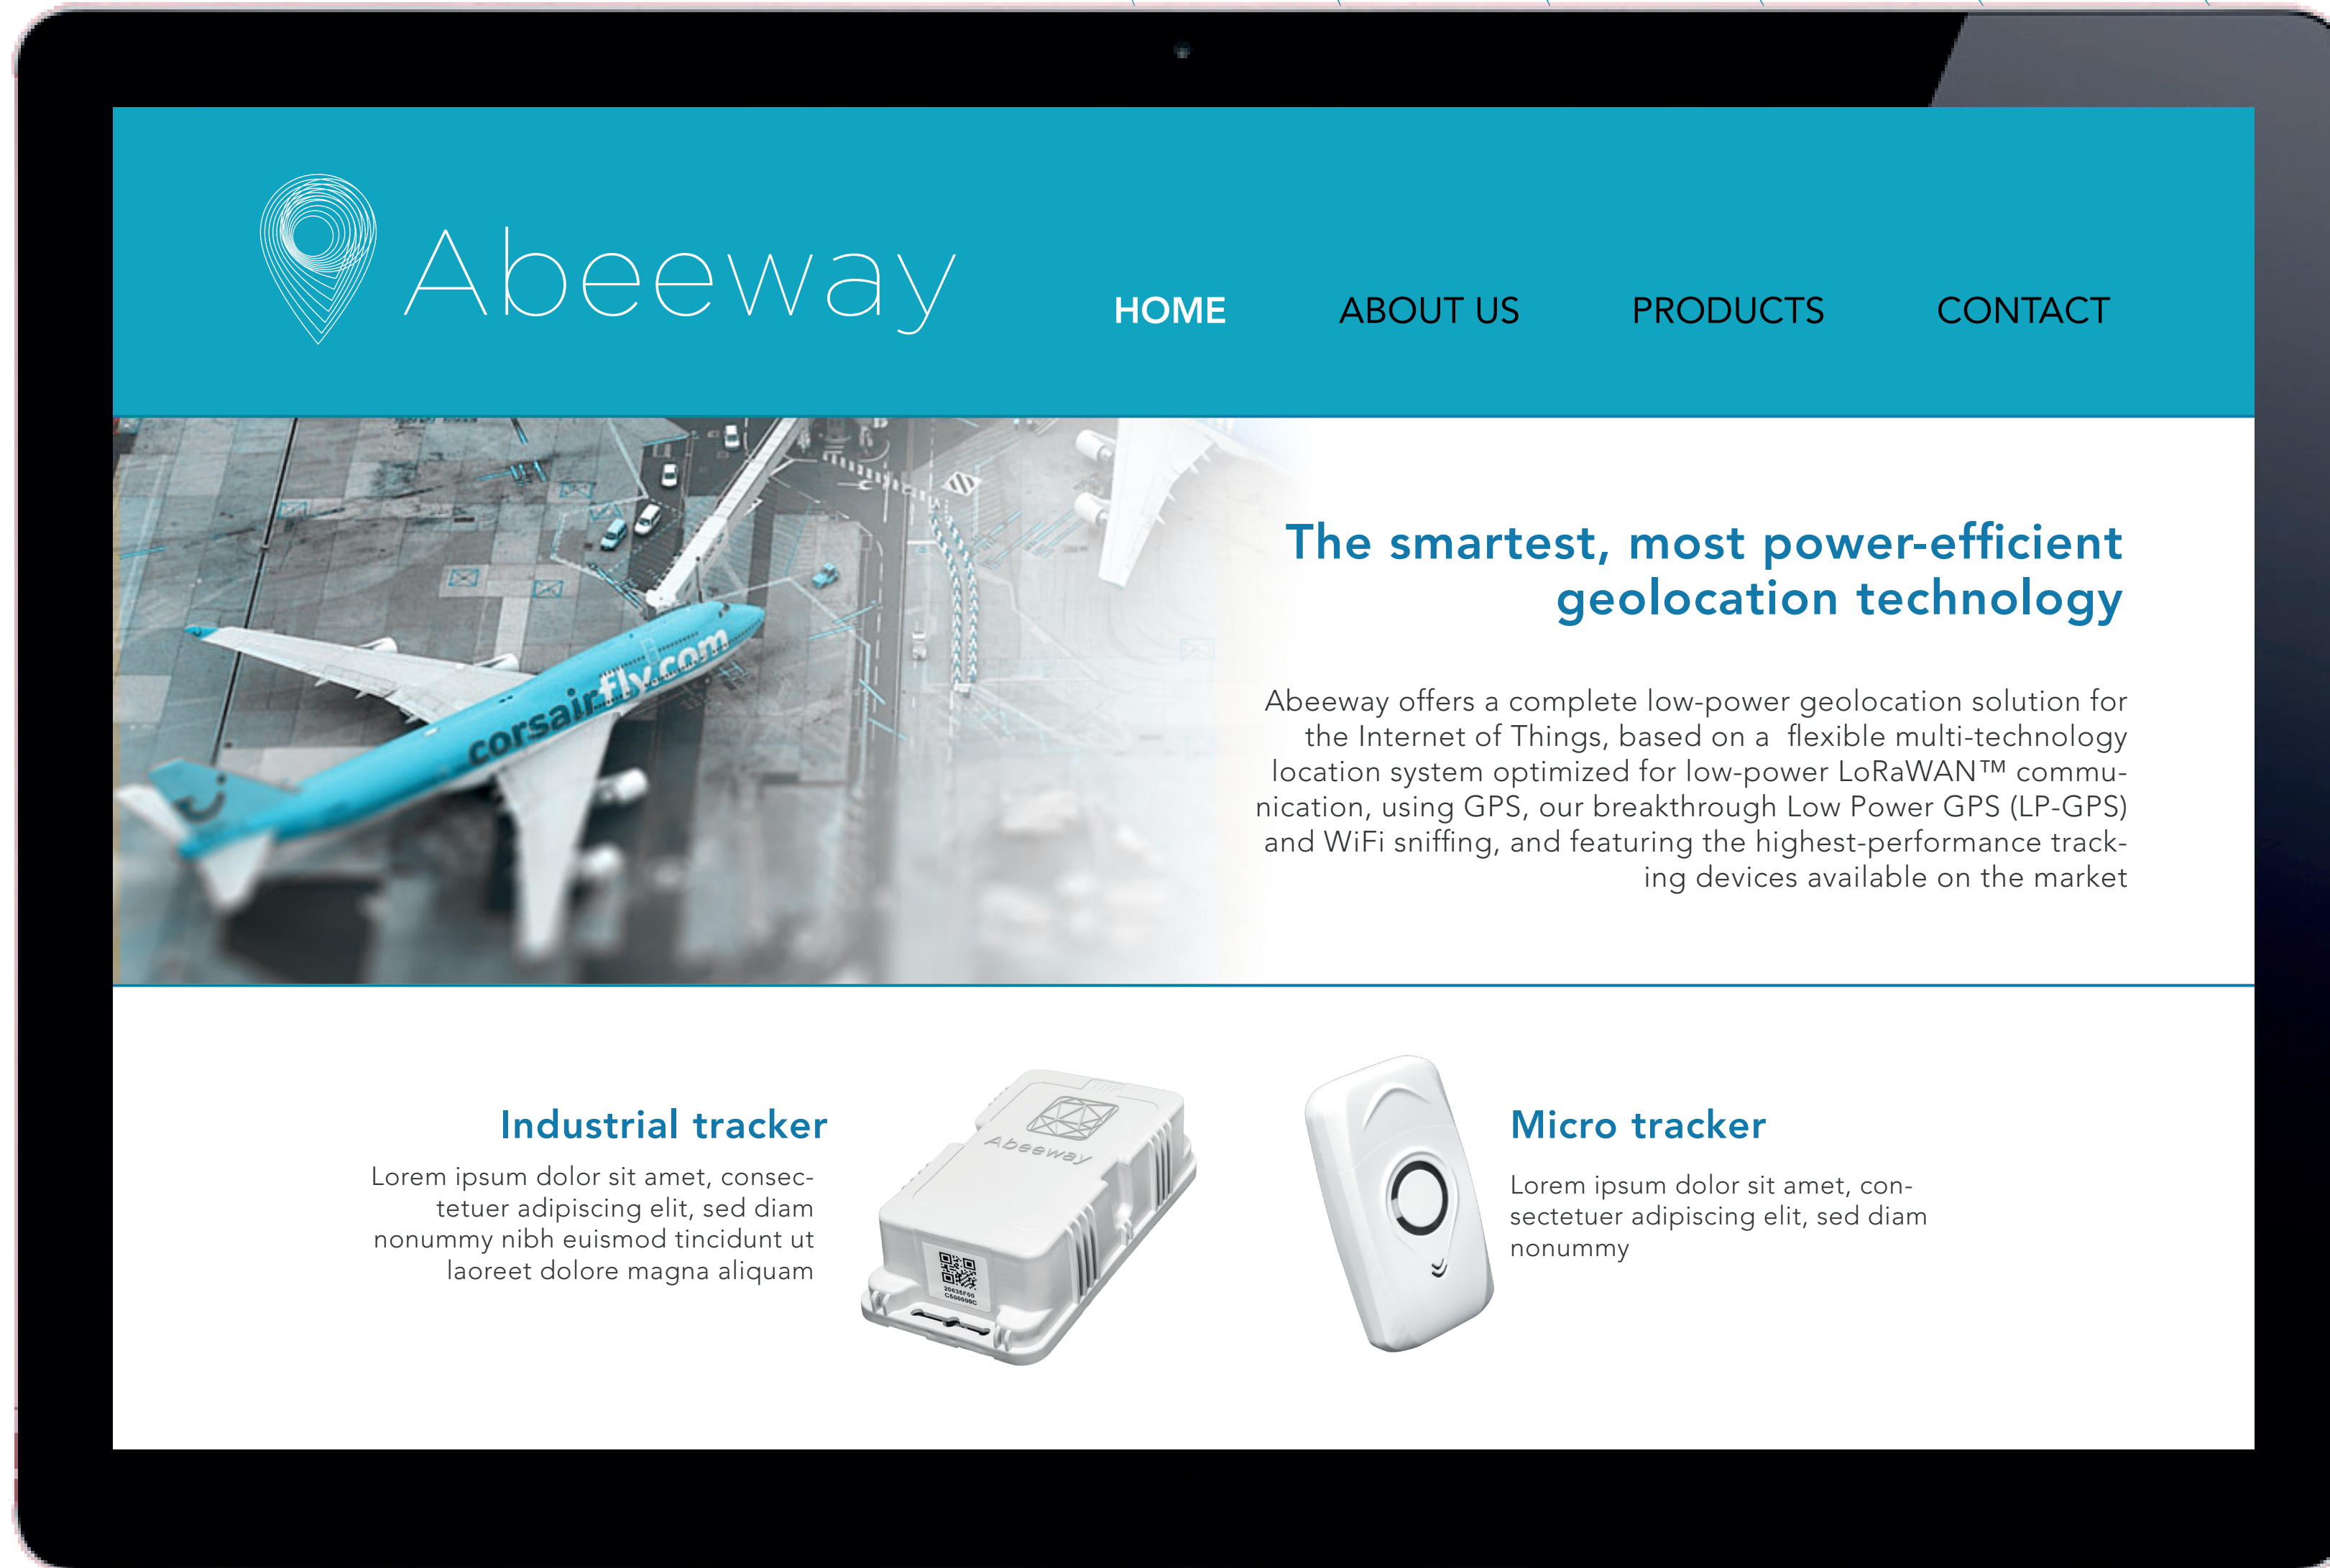 Abeeway
HOME ABOUT US PRODUCTS CONTACT
corsairfly.com
The smartest, most power-efficient
geolocation technology
Abeeway offers a complete low-power geolocation solution for
the Internet of Things, based on a flexible multi-technology
location system optimized for low-power LoRaWAN™ commu-
nication, using GPS, our breakthrough Low Power GPS (LP-GPS)
and WiFi sniffing, and featuring the highest-performance track-
ing devices available on the market
Industrial tracker
Lorem ipsum dolor sit amet, consec-
tetuer adipiscing elit, sed diam
nonummy nibh euismod tincidunt ut
laoreet dolore magna aliquam
TOP
Abeeway
20635F00
C500000C
Micro tracker
Lorem ipsum dolor sit amet, con-
sectetuer adipiscing elit, sed diam
nonummy